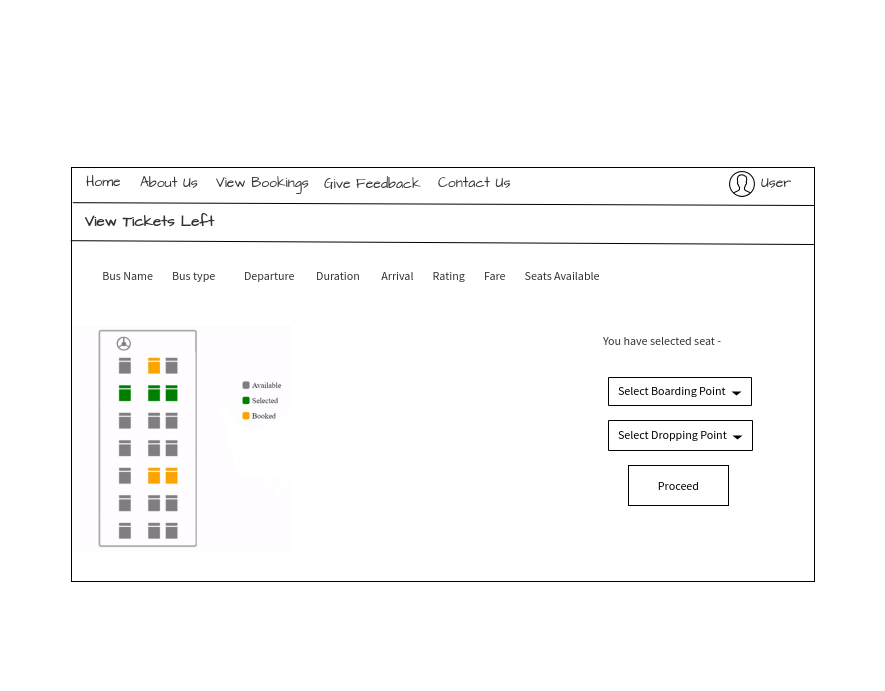 Home About Us View Bookings Give Feedback Contact Us User
View Tickets Left
Bus Name Bus type Departure Duration Arrival Rating Fare Seats Available
You have selected seat -
Available
Selected
Booked
Select Boarding Point
Select Dropping Point
Proceed